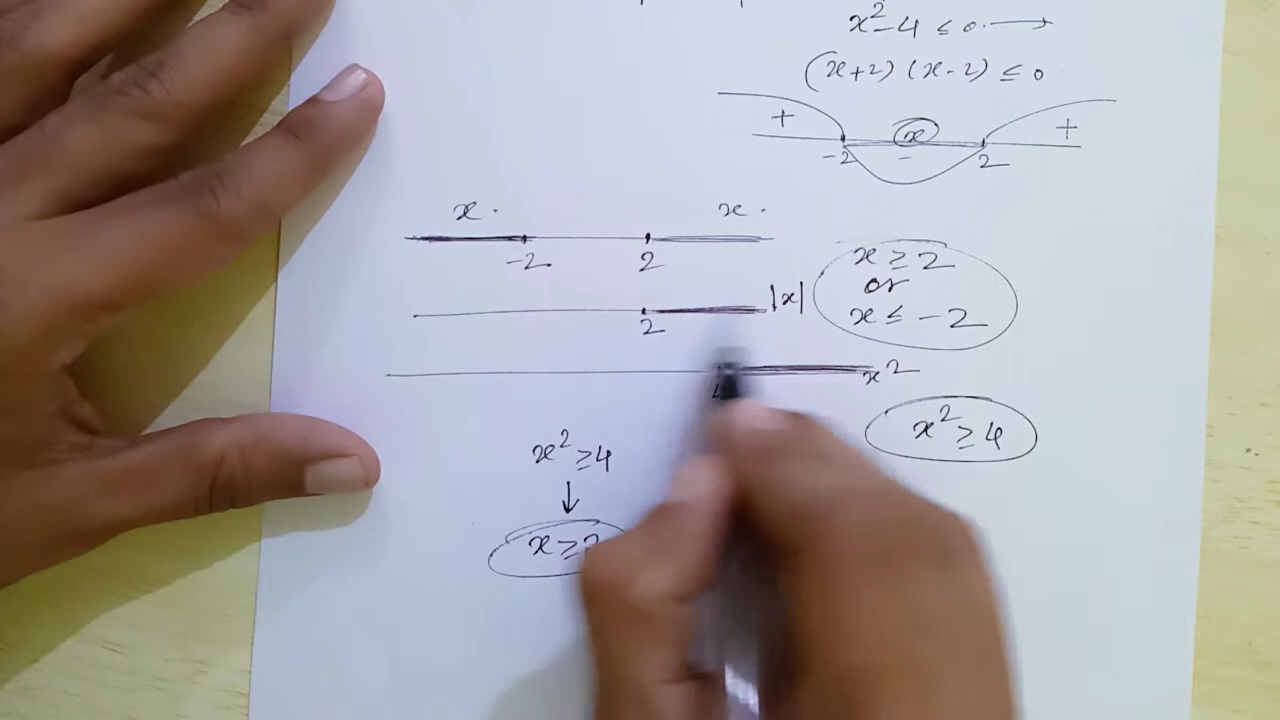 x² - 4 ≤ 0 →
(x+2) (x-2) ≤ 0
+ x +
-2 - 2
x . x .
-2 2
|x|
2
x ≥ 2
or
x ≤ -2
x²
x² ≥ 4
x² ≥ 4
↓
x ≥